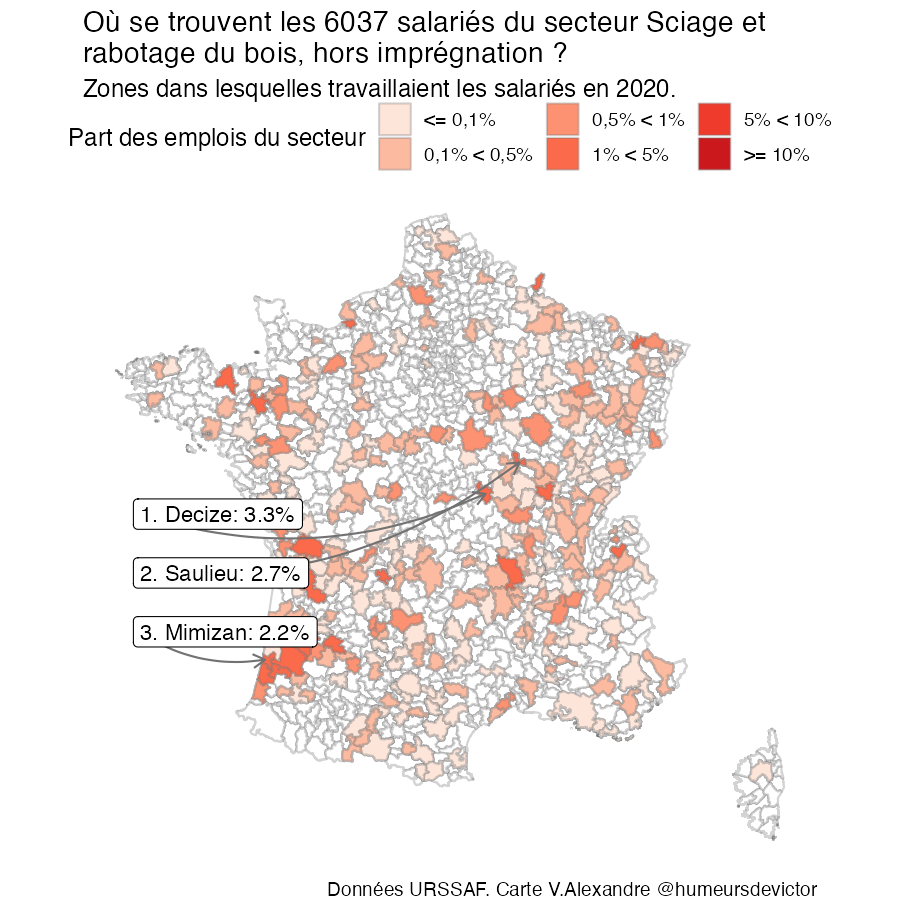 Où se trouvent les 6037 salariés du secteur Sciage et
rabotage du bois, hors imprégnation ?
Zones dans lesquelles travaillaient les salariés en 2020.
Part des emplois du secteur
<= 0,1%
0,5% < 1%
5% < 10%
0,1% < 0,5%
1% < 5%
>= 10%
1. Decize: 3.3%
2. Saulieu: 2.7%
3. Mimizan: 2.2%
Données URSSAF. Carte V.Alexandre @humeursdevictor